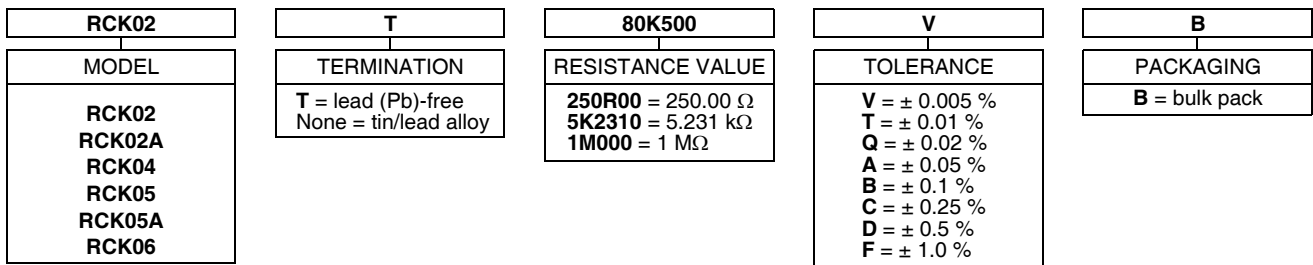 RCK02
MODEL
RCK02
RCK02A
RCK04
RCK05
RCK05A
RCK06
T
TERMINATION
T = lead (Pb)-free
None = tin/lead alloy
80K500
RESISTANCE VALUE
250R00 = 250.00 Ω
5K2310 = 5.231 kΩ
1M000 = 1 MΩ
V
TOLERANCE
V = ± 0.005 %
T = ± 0.01 %
Q = ± 0.02 %
A = ± 0.05 %
B = ± 0.1 %
C = ± 0.25 %
D = ± 0.5 %
F = ± 1.0 %
B
PACKAGING
B = bulk pack